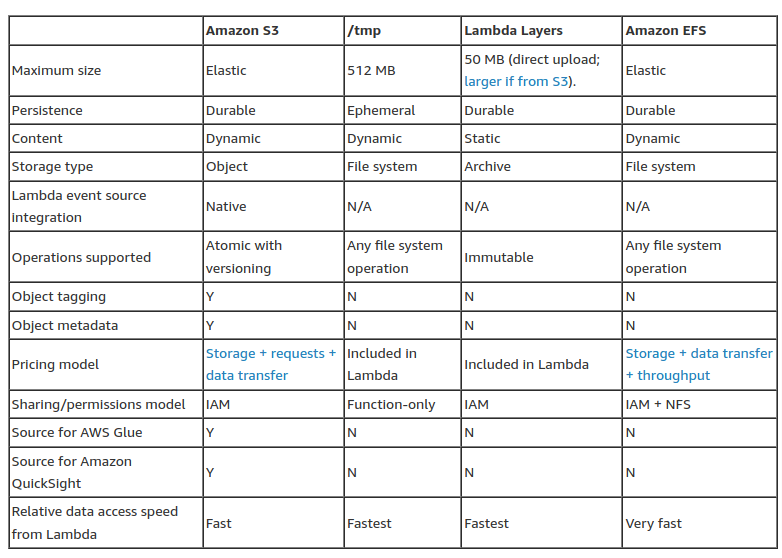 Amazon S3 /tmp Lambda Layers Amazon EFS
Maximum size Elastic 512 MB 50 MB (direct upload; larger if from S3). Elastic
Persistence Durable Ephemeral Durable Durable
Content Dynamic Dynamic Static Dynamic
Storage type Object File system Archive File system
Lambda event source integration Native N/A N/A N/A
Operations supported Atomic with versioning Any file system operation Immutable Any file system operation
Object tagging Y N N N
Object metadata Y N N N
Pricing model Storage + requests + data transfer Included in Lambda Included in Lambda Storage + data transfer + throughput
Sharing/permissions model IAM Function-only IAM IAM + NFS
Source for AWS Glue Y N N N
Source for Amazon QuickSight Y N N N
Relative data access speed from Lambda Fast Fastest Fastest Very fast